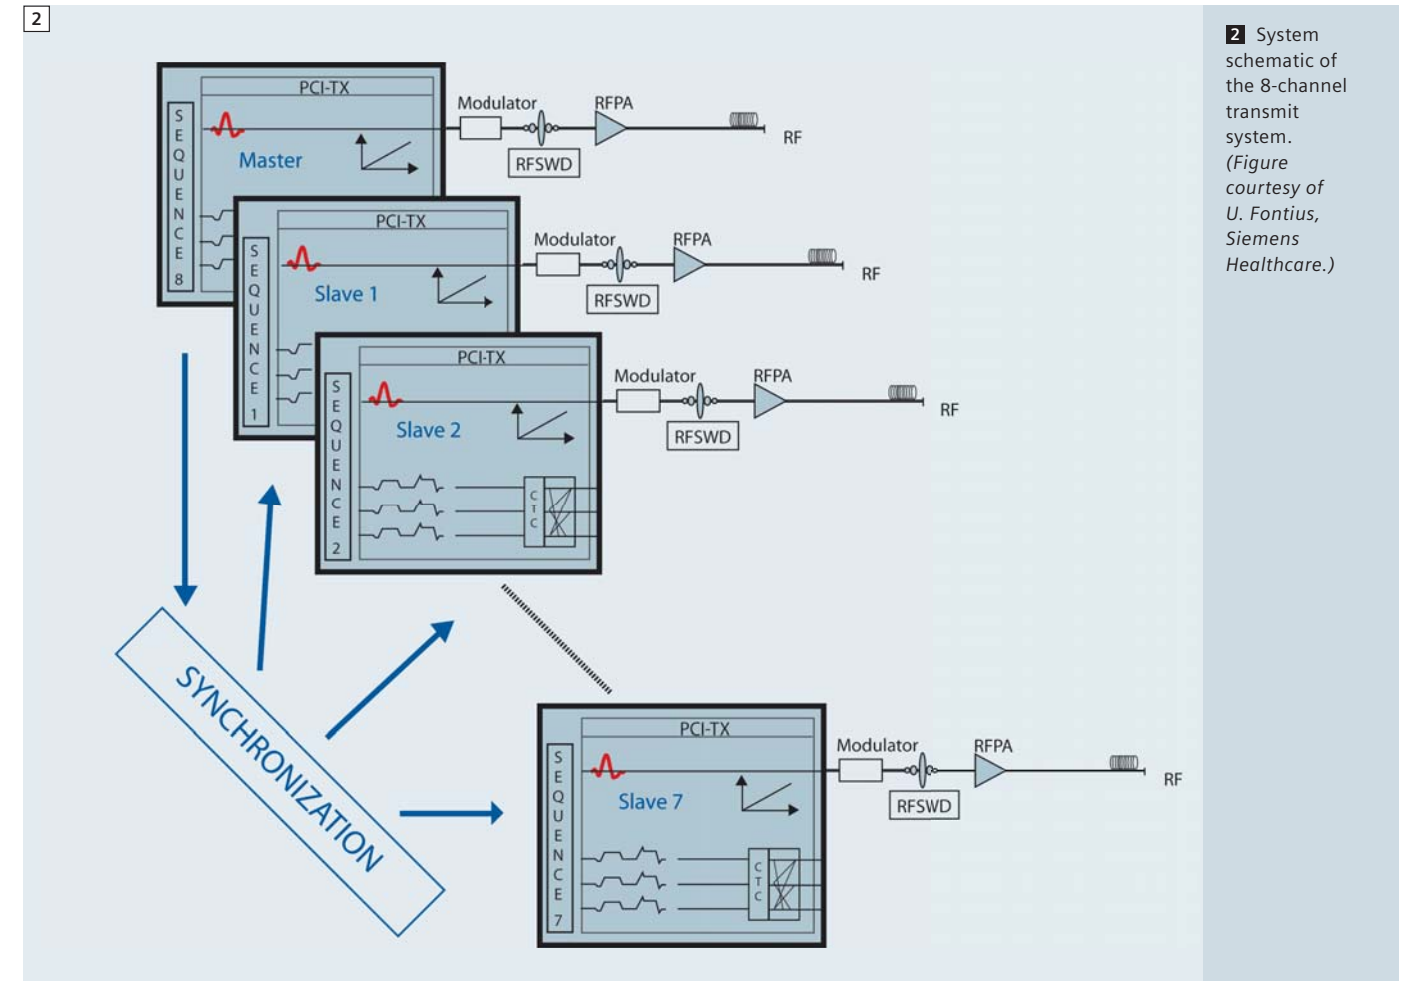 2
PCI-TX
SEQUENCE 8
Master
Modulator
RFPA
RFSWD
RF
PCI-TX
SEQUENCE 1
Slave 1
Modulator
RFPA
RFSWD
RF
PCI-TX
SEQUENCE 2
Slave 2
CTC
Modulator
RFPA
RFSWD
RF
SYNCHRONIZATION
PCI-TX
SEQUENCE 7
Slave 7
CTC
Modulator
RFPA
RFSWD
RF
2 System
schematic of
the 8-channel
transmit
system.
(Figure
courtesy of
U. Fontius,
Siemens
Healthcare.)